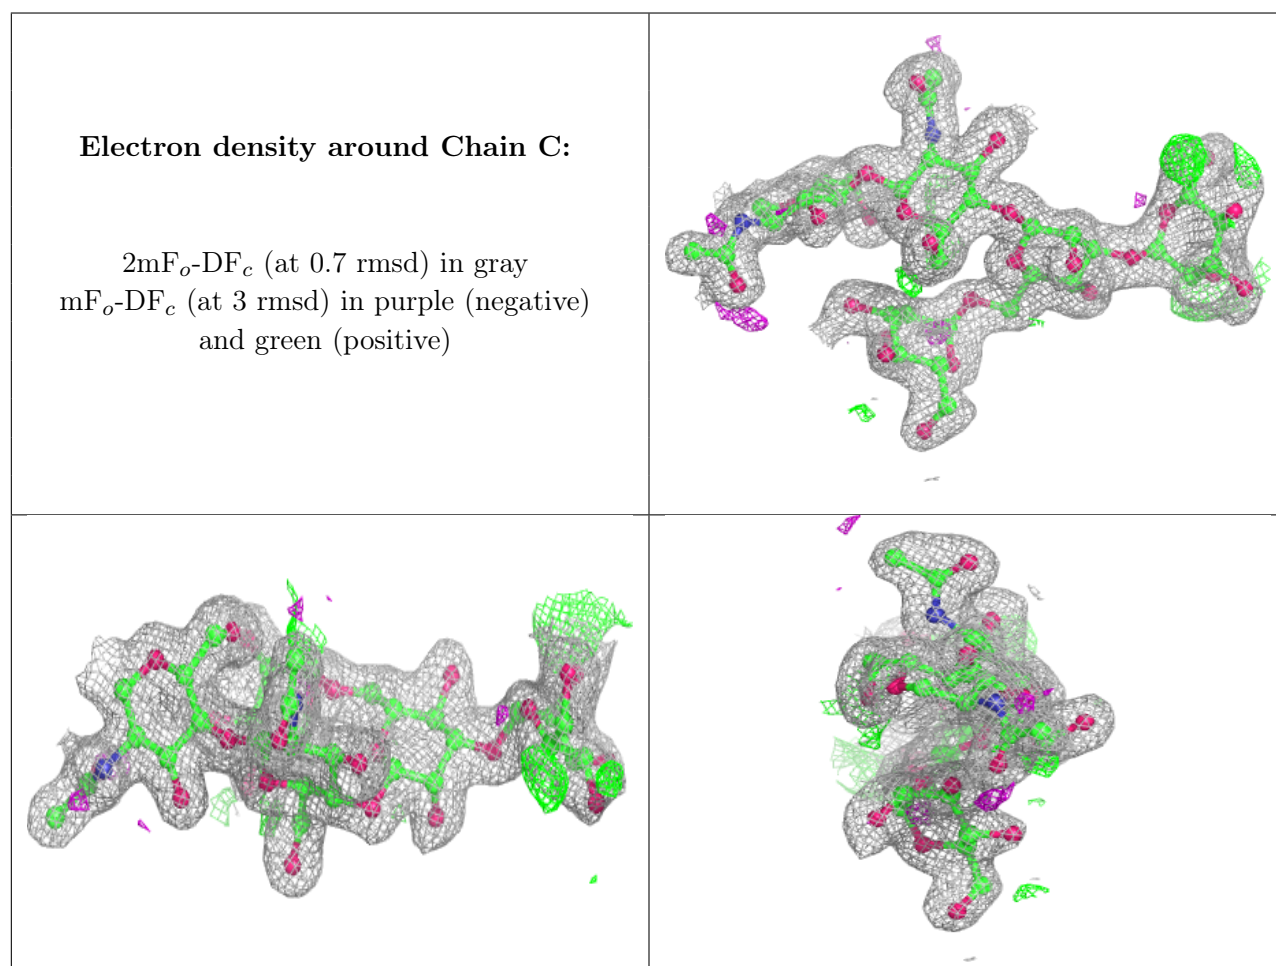 Electron density around Chain C:
2mFo-DFc (at 0.7 rmsd) in gray
mFo-DFc (at 3 rmsd) in purple (negative)
and green (positive)